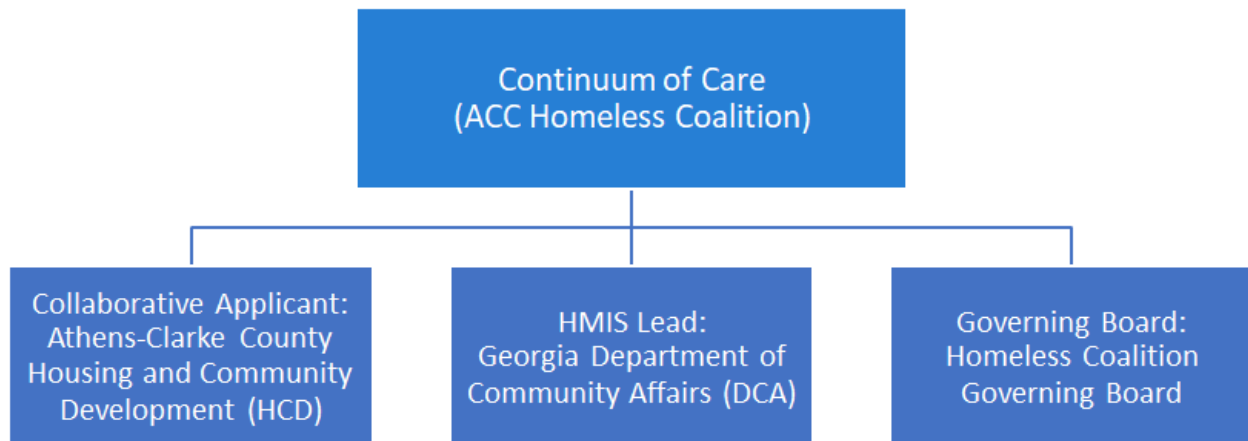 Continuum of Care
(ACC Homeless Coalition)
Collaborative Applicant:
Athens-Clarke County
Housing and Community
Development (HCD)
HMIS Lead:
Georgia Department of
Community Affairs (DCA)
Governing Board:
Homeless Coalition
Governing Board